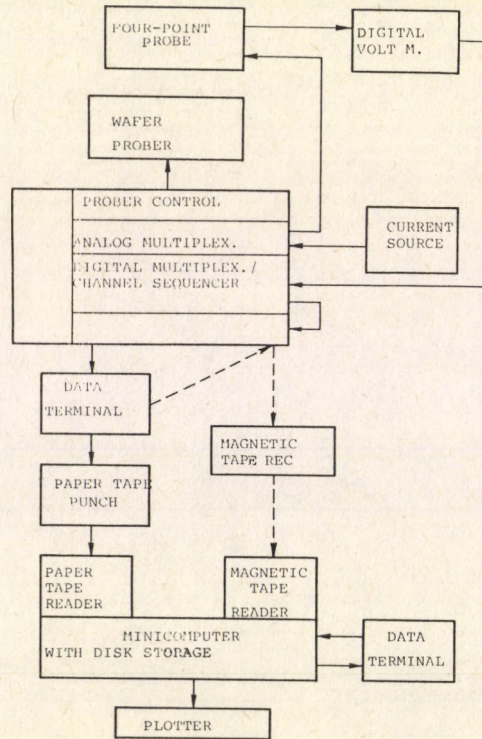 FOUR-POINT
PROBE
DIGITAL
VOLT M.
WAFER
PROBER
PROBER CONTROL
ANALOG MULTIPLEX.
DIGITAL MULTIPLEX./
CHANNEL SEQUENCER
CURRENT
SOURCE
DATA
TERMINAL
MAGNETIC
TAPE REC
PAPER TAPE
PUNCH
PAPER
TAPE
READER
MAGNETIC
TAPE
READER
MINICOMPUTER
WITH DISK STORAGE
DATA
TERMINAL
PLOTTER